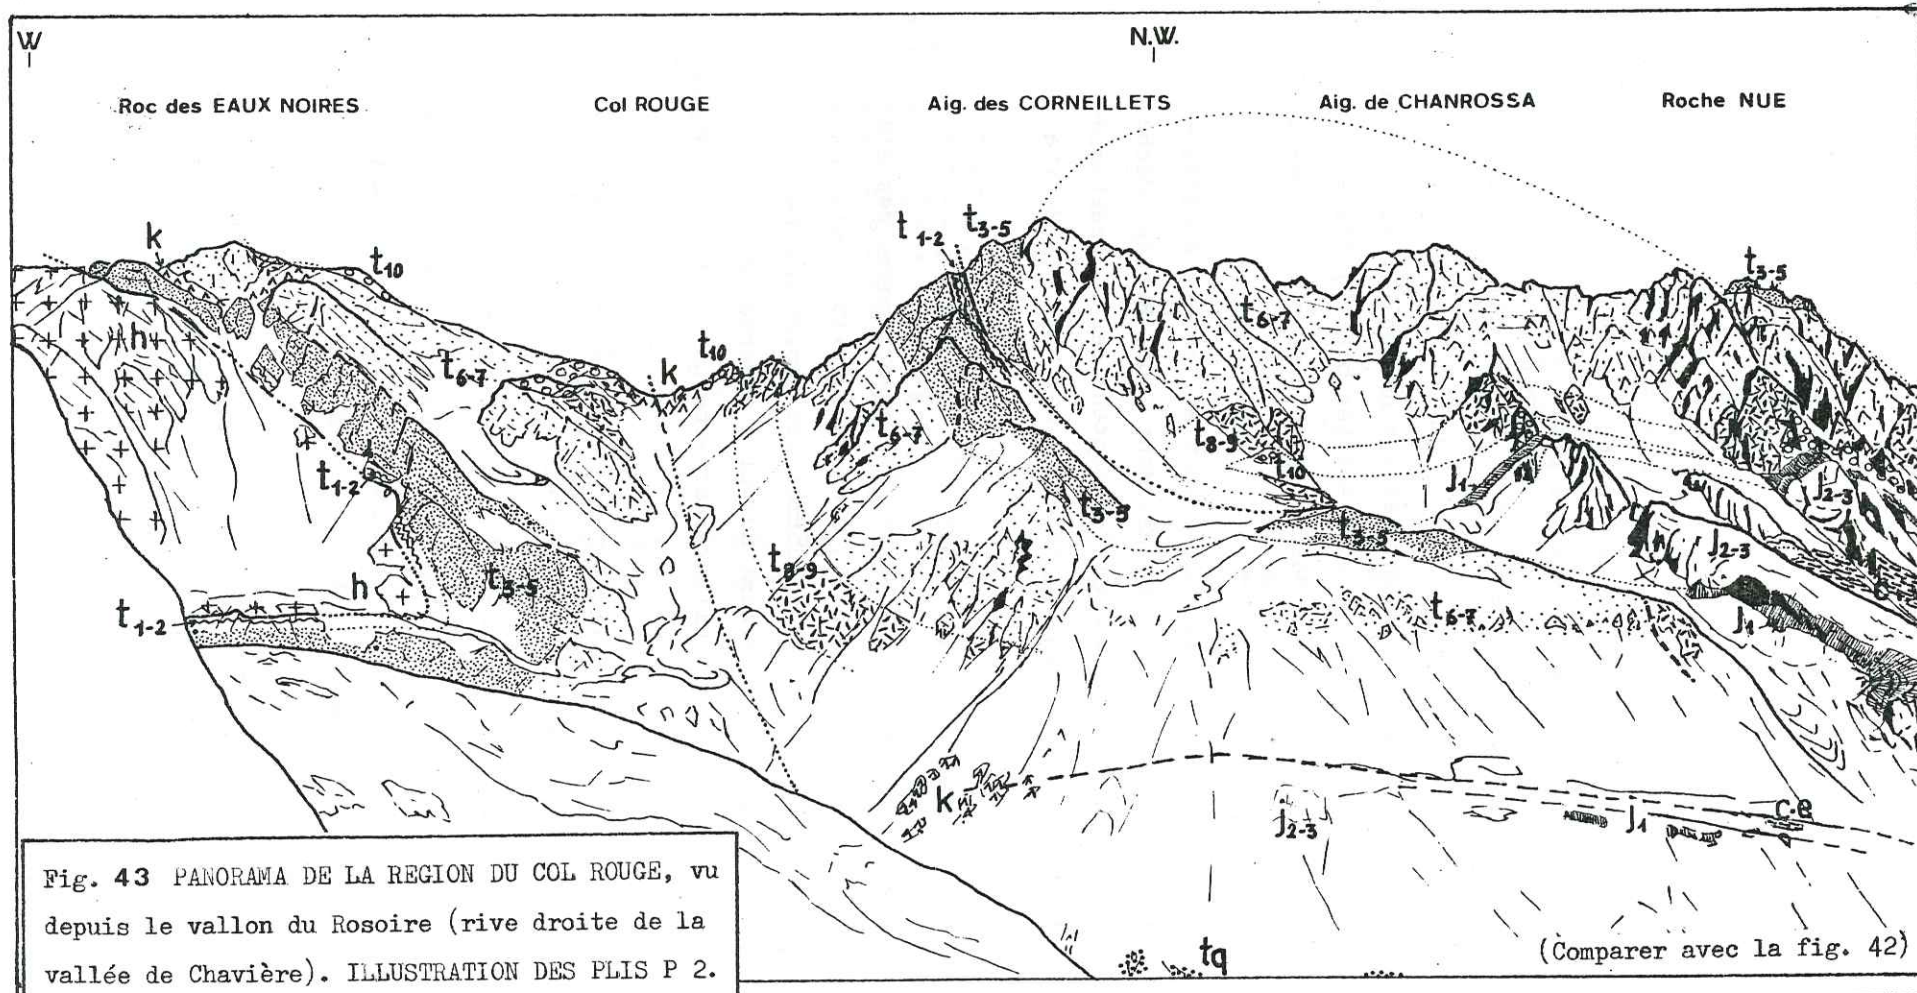 W
N.W.
Roc des EAUX NOIRES
Col ROUGE
Aig. des CORNEILLETS
Aig. de CHANROSSA
Roche NUE
k
t10
t 1-2
t3-5
t3-5
h
t6-7
k
t10
t6-7
t6-7
t8-9
t10
J1
J2-3
t1-2
t3-5
t3-5
J2-3
t3-5
t8-9
h
t1-2
t6-7
J1
c.e
k
J2-3
J1
c.e
tq
(Comparer avec la fig. 42)
Fig. 43 PANORAMA DE LA REGION DU COL ROUGE, vu
depuis le vallon du Rosoire (rive droite de la
vallée de Chavière). ILLUSTRATION DES PLIS P 2.